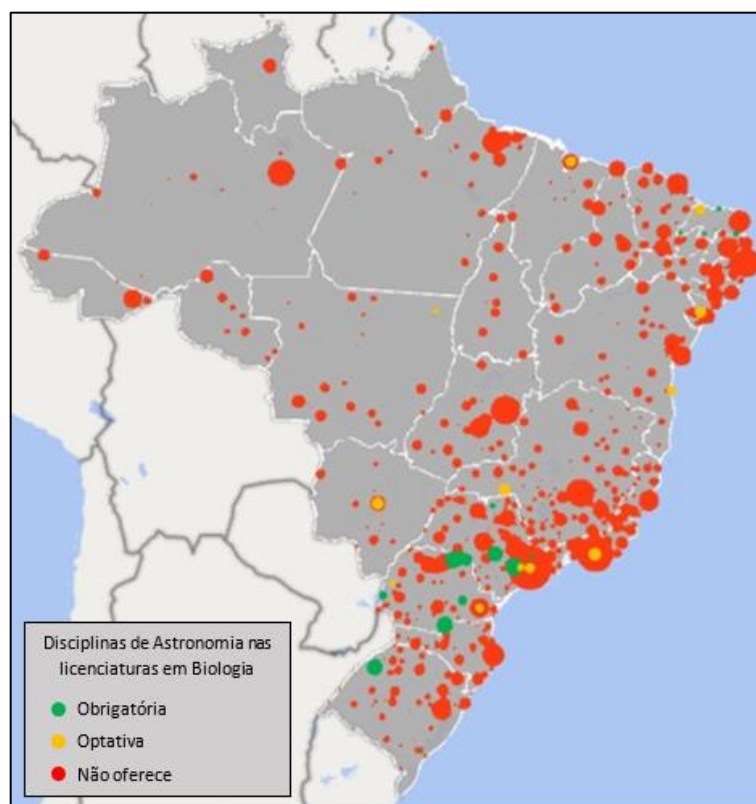 Disciplinas de Astronomia nas
licenciaturas em Biologia
Obrigatória
Optativa
Não oferece